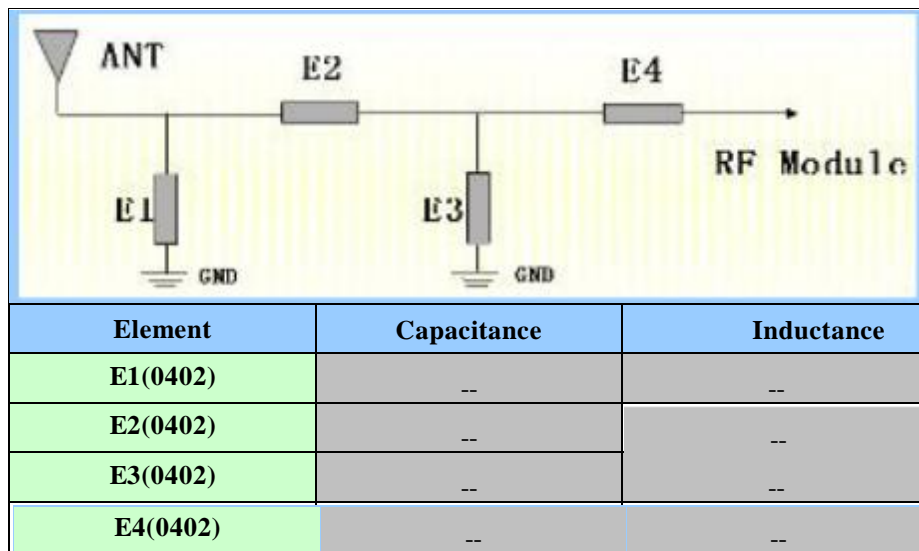 ANT
E2
E4
RF Module
E1
E3
GND
GND
Element Capacitance Inductance
E1(0402) -- --
E2(0402) -- --
E3(0402) -- --
E4(0402) -- --